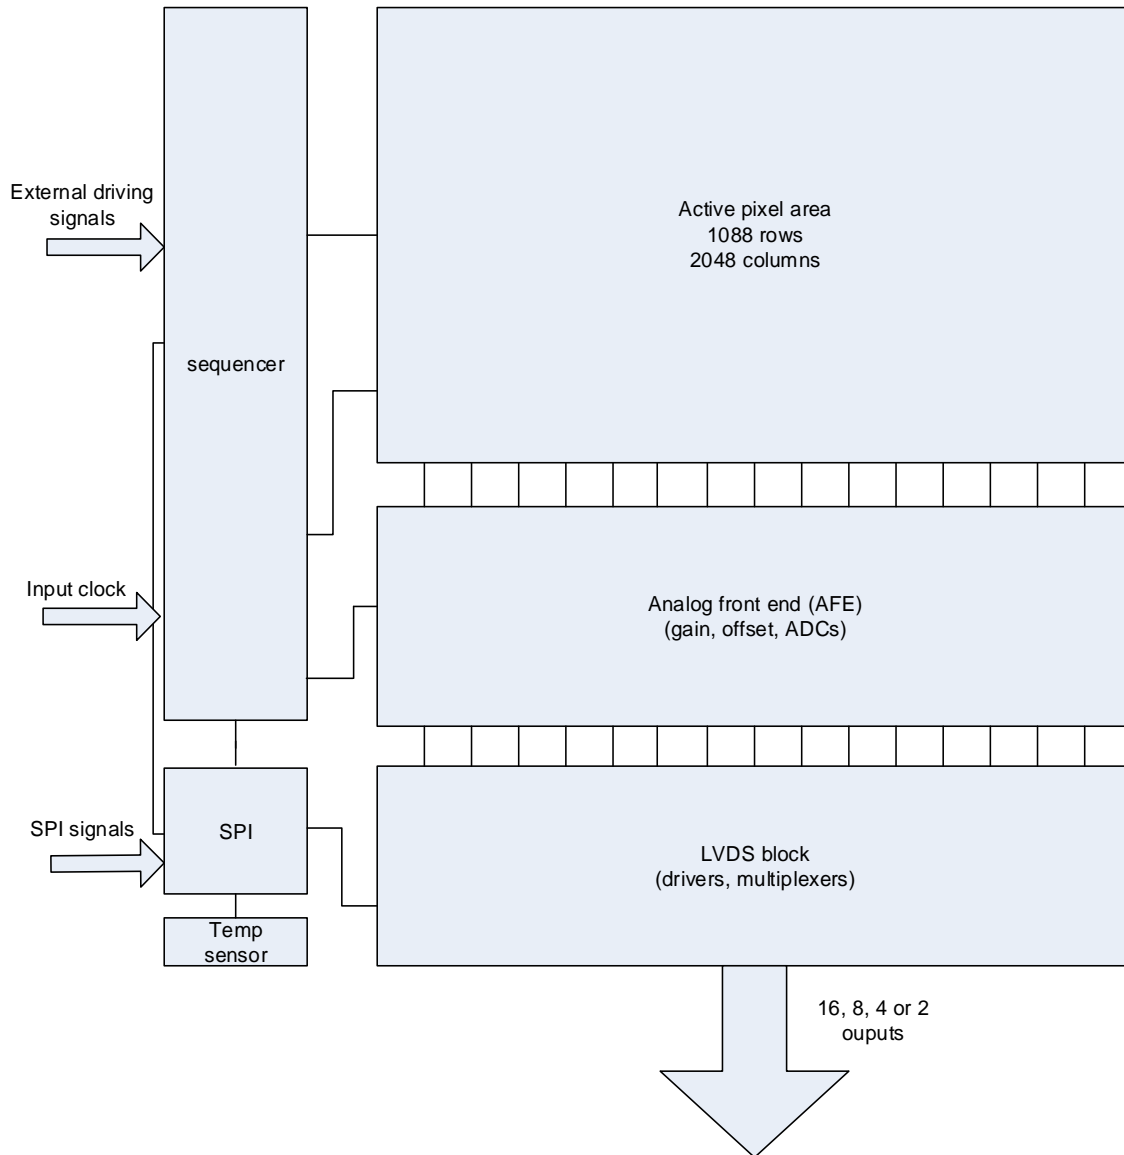 External driving
signals
Active pixel area
1088 rows
2048 columns
sequencer
Input clock
Analog front end (AFE)
(gain, offset, ADCs)
SPI signals
SPI
LVDS block
(drivers, multiplexers)
Temp
sensor
16, 8, 4 or 2
ouputs